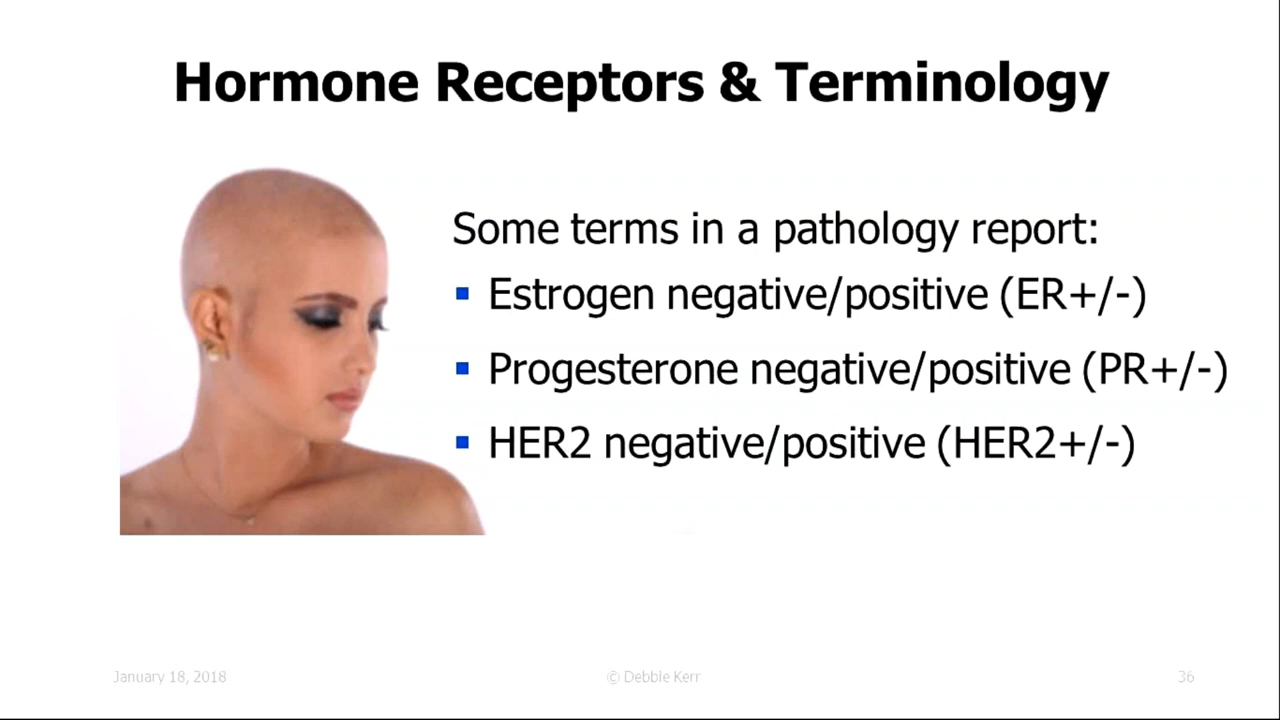 Hormone Receptors & Terminology
Some terms in a pathology report:
Estrogen negative/positive (ER+/-)
Progesterone negative/positive (PR+/-)
HER2 negative/positive (HER2+/-)
January 18, 2018
© Debble Kerr
36